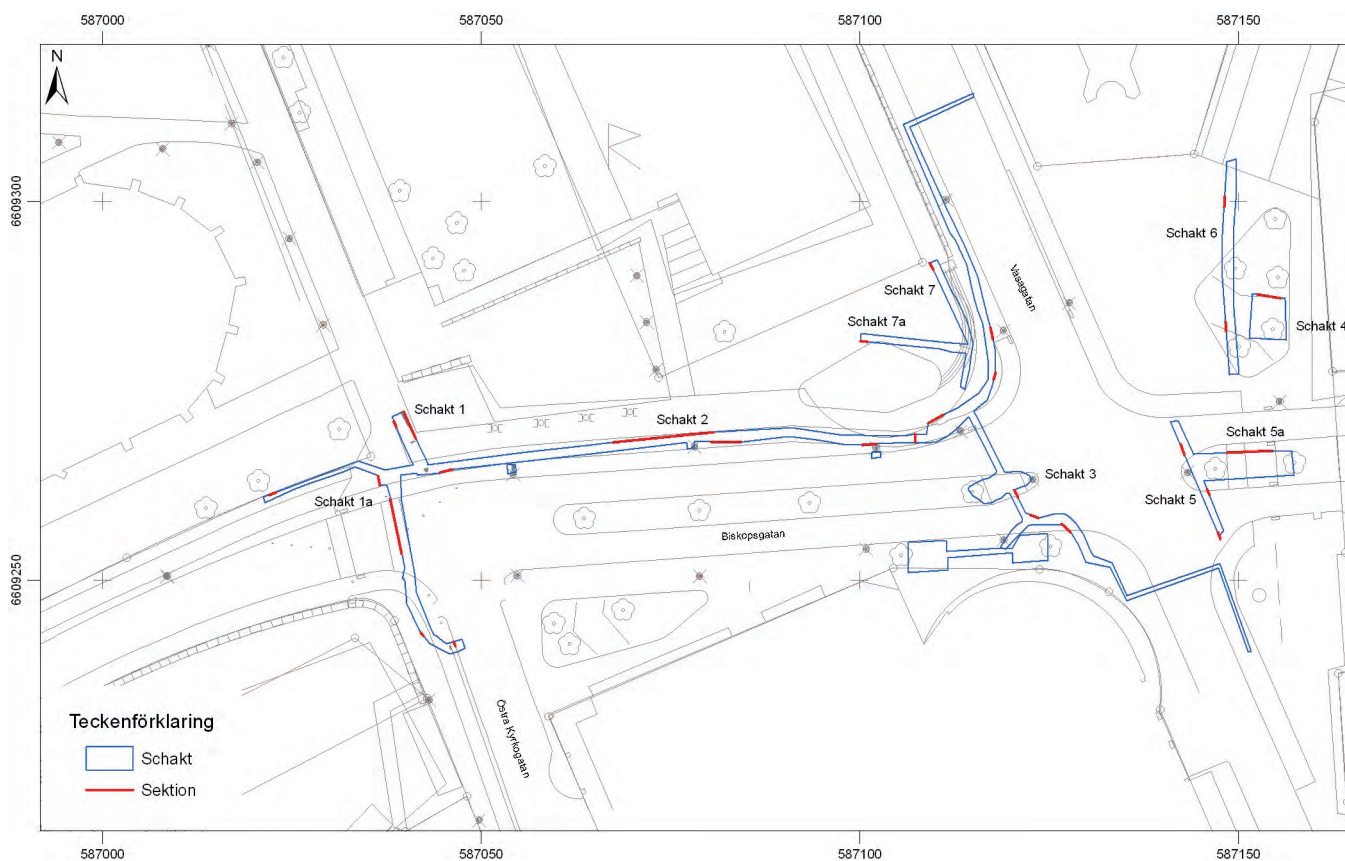 587000
587050
587100
587150
N
6609300
Schakt 6
Schakt 7
Vasagatan
Schakt 7a
Schakt 4
Schakt 1
Schakt 2
Schakt 5a
Schakt 3
Schakt 1a
Schakt 5
Biskopsgatan
6609250
Östra Kyrkogatan
Teckenförklaring
Schakt
Sektion
587000
587050
587100
587150